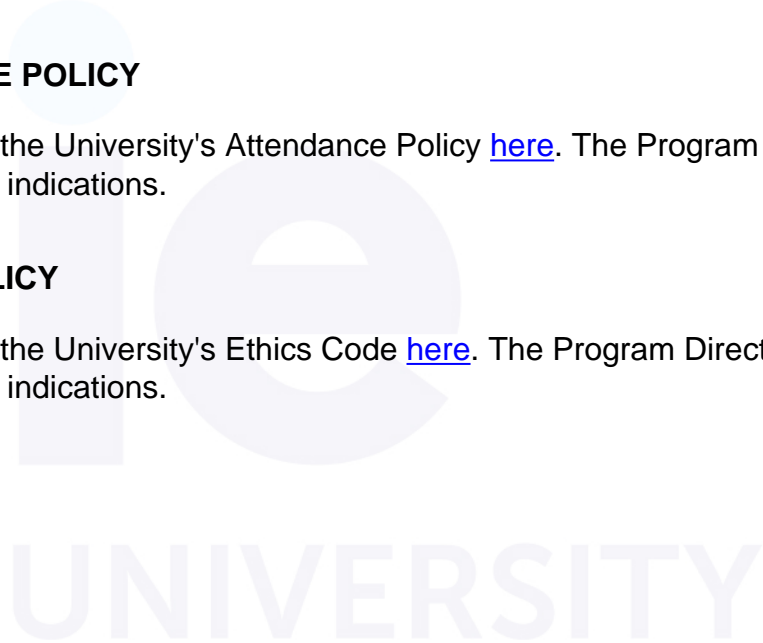 E POLICY
the University's Attendance Policy here. The Program
indications.
LICY
the University's Ethics Code here. The Program Direct
indications.
ie
UNIVERSITY